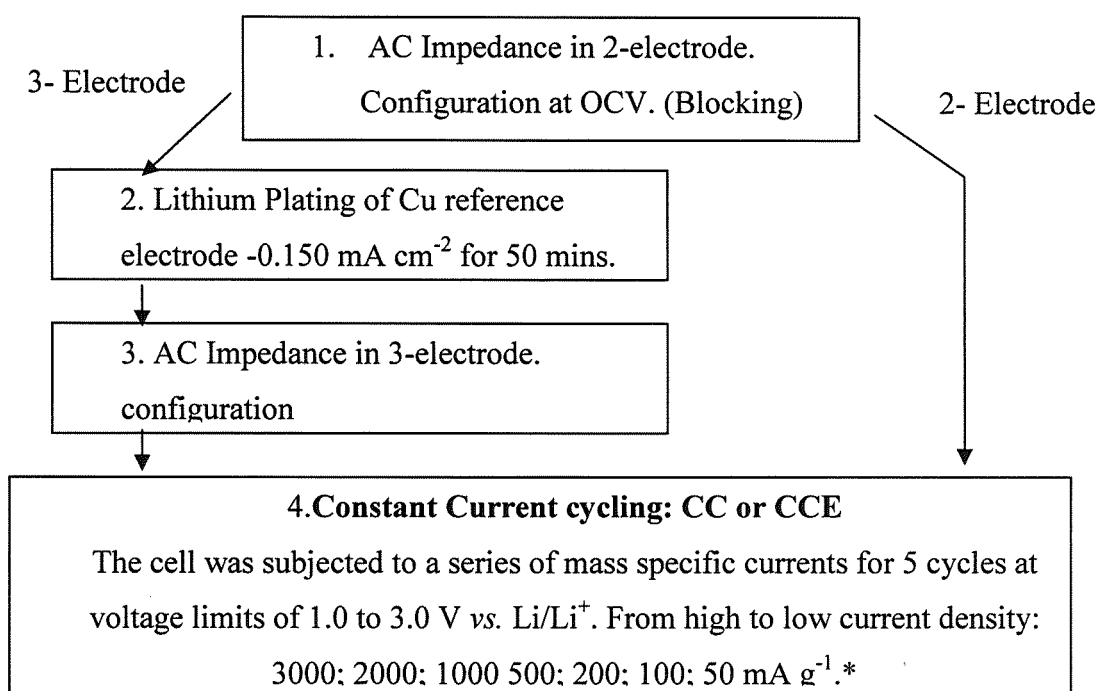 1. AC Impedance in 2-electrode.
Configuration at OCV. (Blocking)
3- Electrode
2- Electrode
2. Lithium Plating of Cu reference
electrode -0.150 mA cm⁻² for 50 mins.
3. AC Impedance in 3-electrode.
configuration
4.Constant Current cycling: CC or CCE
The cell was subjected to a series of mass specific currents for 5 cycles at
voltage limits of 1.0 to 3.0 V vs. Li/Li⁺. From high to low current density:
3000; 2000; 1000 500; 200; 100; 50 mA g⁻¹.*